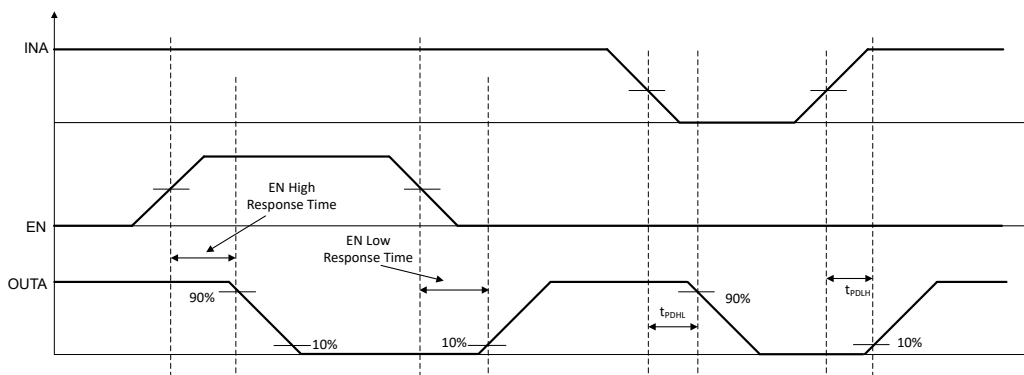 INA
EN High
Response Time
EN
EN Low
Response Time
OUTA
90%
10%
10%
tPDHL
90%
tPDLH
10%